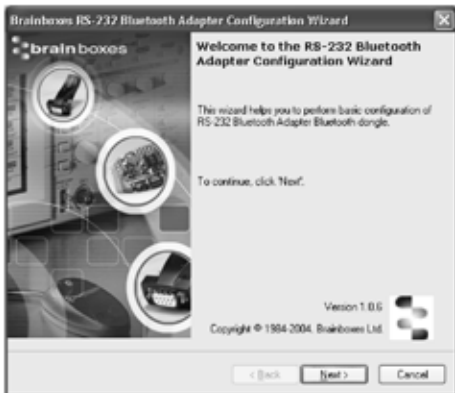 Brainboxes RS-232 Bluetooth Adapter Configuration Wizard
brainboxes
Welcome to the RS-232 Bluetooth
Adapter Configuration Wizard
This wizard helps you to perform basic configuration of
RS-232 Bluetooth Adapter Bluetooth dongle.
To continue, click 'Next'.
Version 1.0.6
Copyright © 1984-2004. Brainboxes Ltd.
< Back
Next >
Cancel